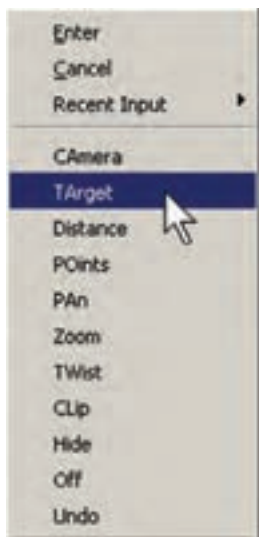 Enter
Cancel
Recent Input
CAmera
TArget
Distance
POints
PAn
Zoom
TWist
CLip
Hide
Off
Undo